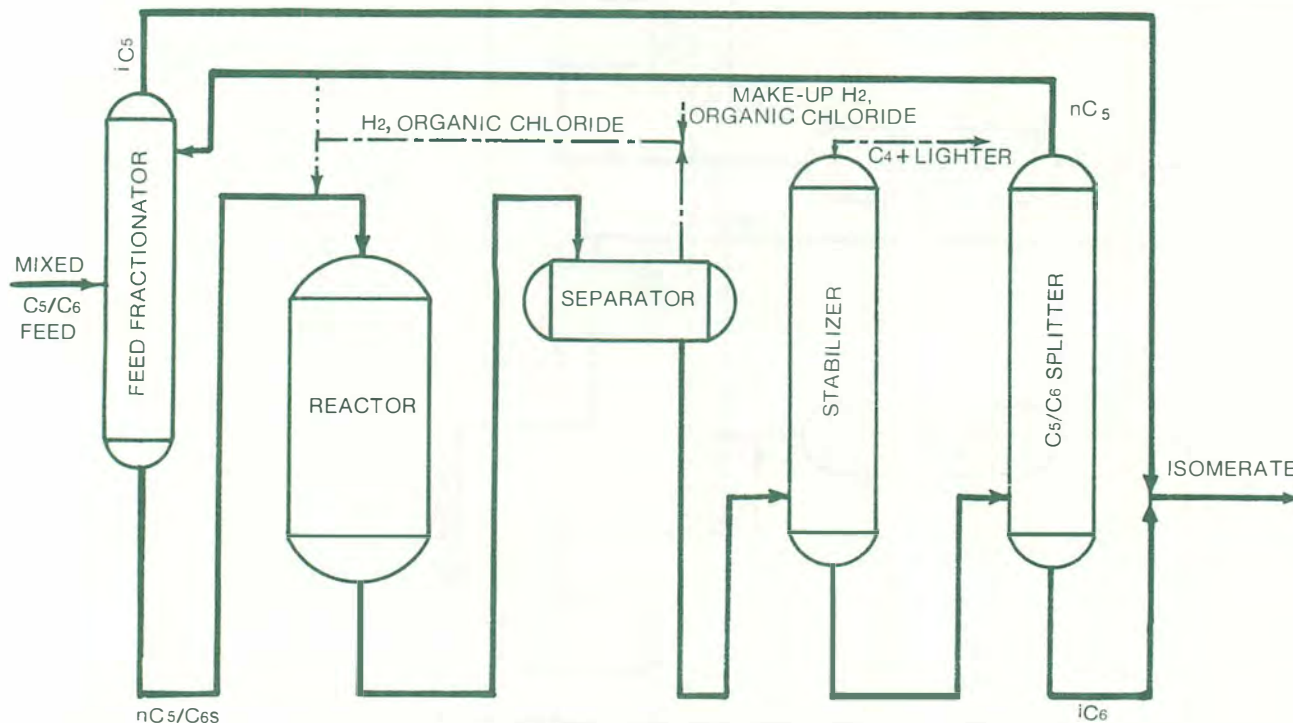 iC5
nC5
MAKE-UP H2,
ORGANIC CHLORIDE
H2, ORGANIC CHLORIDE
C4 + LIGHTER
FEED FRACTIONATOR
MIXED
C5/C6
FEED
REACTOR
SEPARATOR
STABILIZER
C5/C6 SPLITTER
ISOMERATE
nC5/C6S
iC6